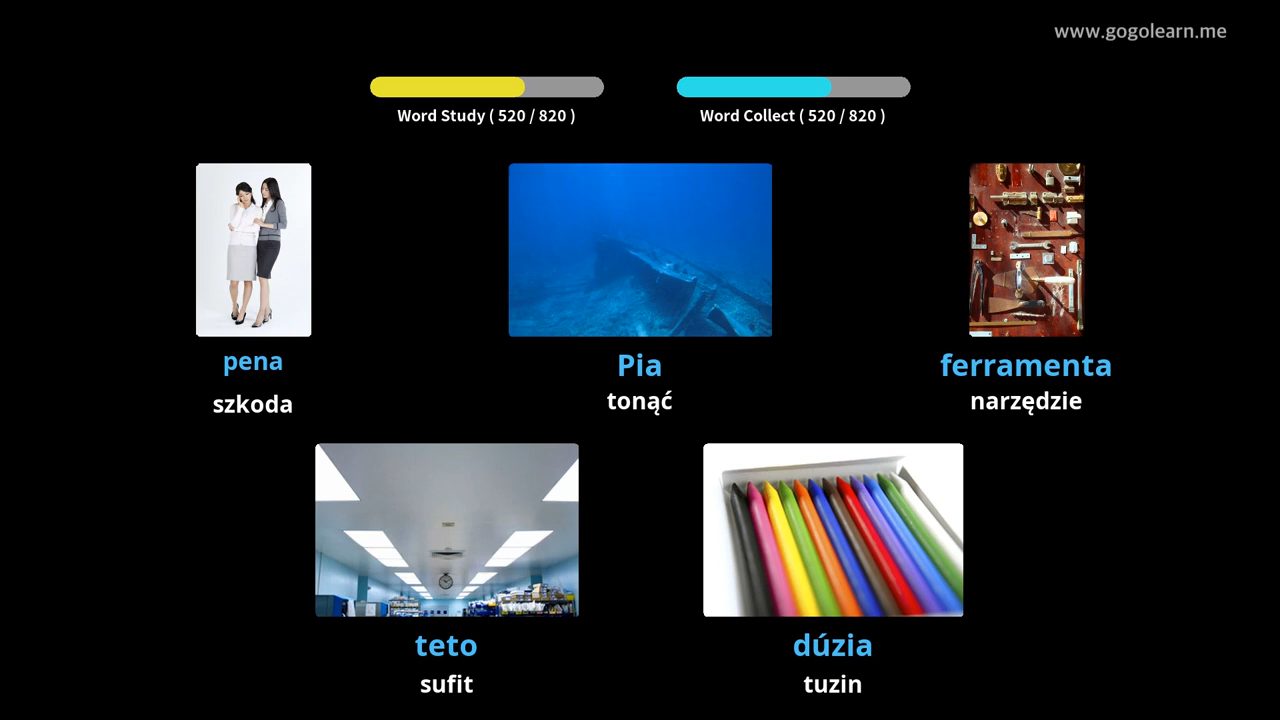 www.gogolearn.me
Word Study ( 520 / 820 )
Word Collect ( 520 / 820 )
pena
szkoda
Pia
tonąć
ferramenta
narzędzie
teto
sufit
dúzia
tuzin